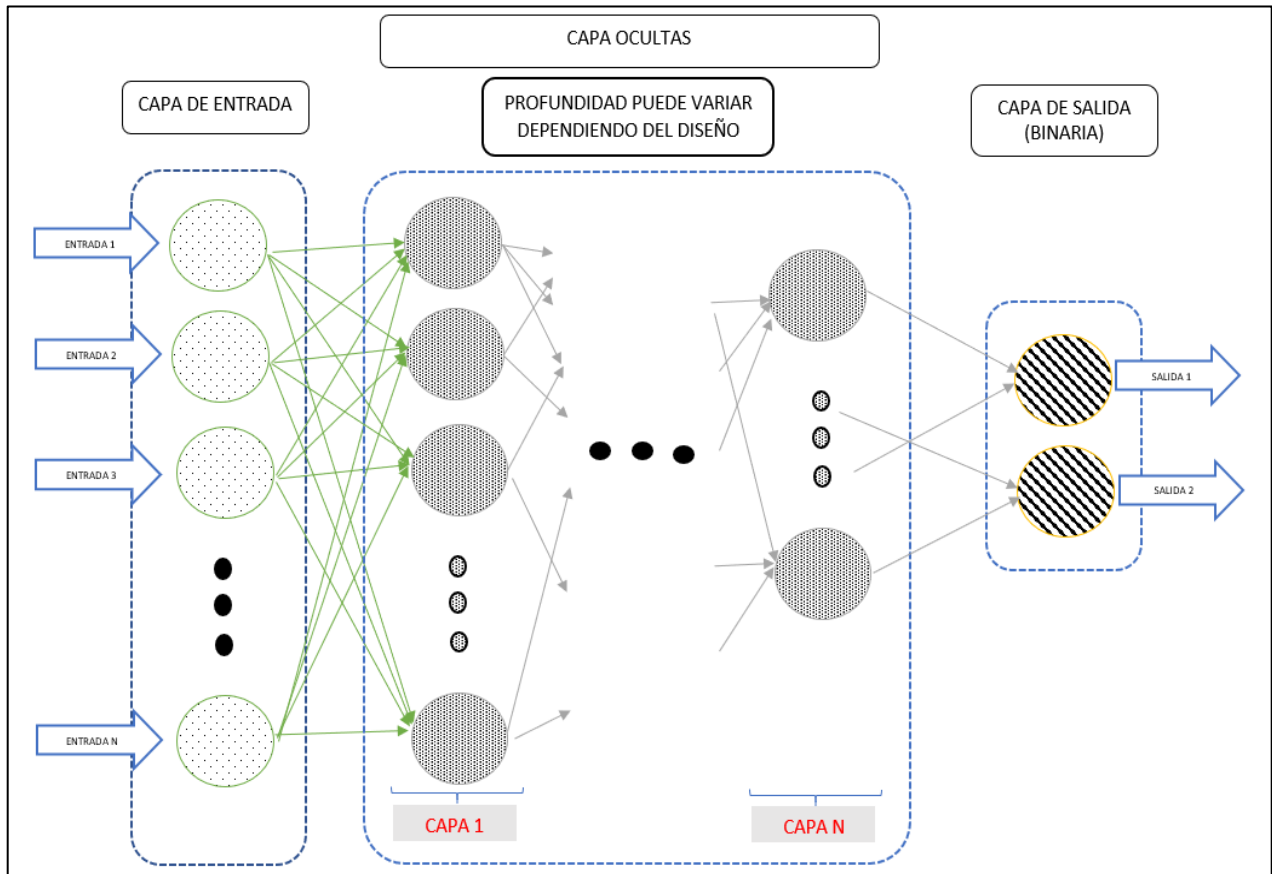 CAPA OCULTAS
CAPA DE ENTRADA
PROFUNDIDAD PUEDE VARIAR
DEPENDIENDO DEL DISEÑO
CAPA DE SALIDA
(BINARIA)
ENTRADA 1
ENTRADA 2
ENTRADA 3
ENTRADA N
SALIDA 1
SALIDA 2
CAPA 1
CAPA N